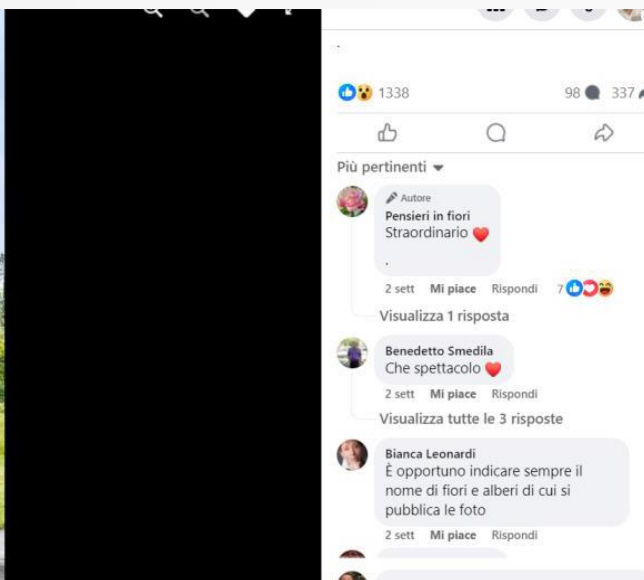 .
1338
98 337
Più pertinenti
Autore
Pensieri in fiori
Straordinario
.
2 sett Mi piace Rispondi 7
Visualizza 1 risposta
Benedetto Smedila
Che spettacolo
2 sett Mi piace Rispondi
Visualizza tutte le 3 risposte
Bianca Leonardi
È opportuno indicare sempre il
nome di fiori e alberi di cui si
pubblica le foto
2 sett Mi piace Rispondi